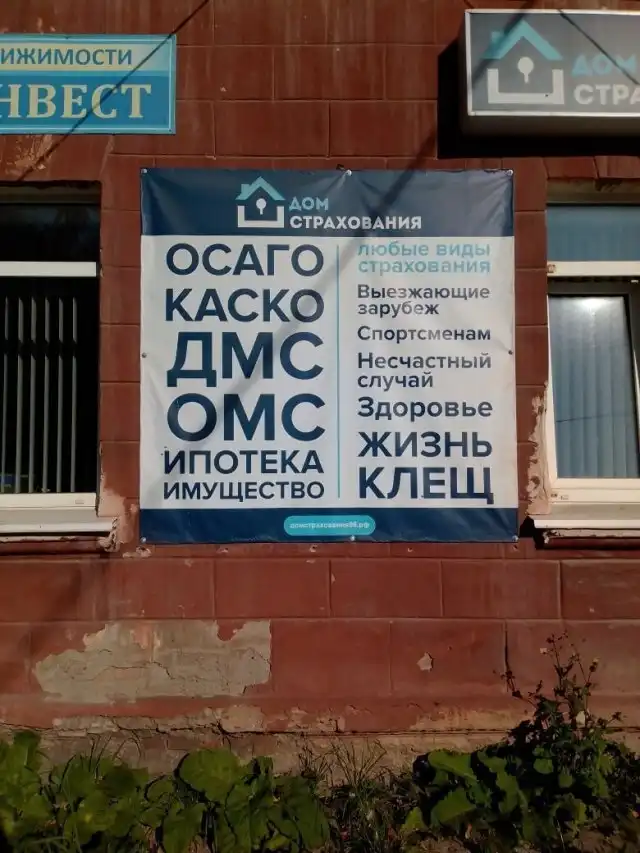 ИЖИМОСТИ
НВЕСТ
ДОМ
СТРА
ДОМ
СТРАХОВАНИЯ
ОСАГО
КАСКО
ДМС
ОМС
ИПОТЕКА
ИМУЩЕСТВО
любые виды
страхования
Выезжающие
зарубеж
Спортсменам
Несчастный
случай
Здоровье
ЖИЗНЬ
КЛЕЩ